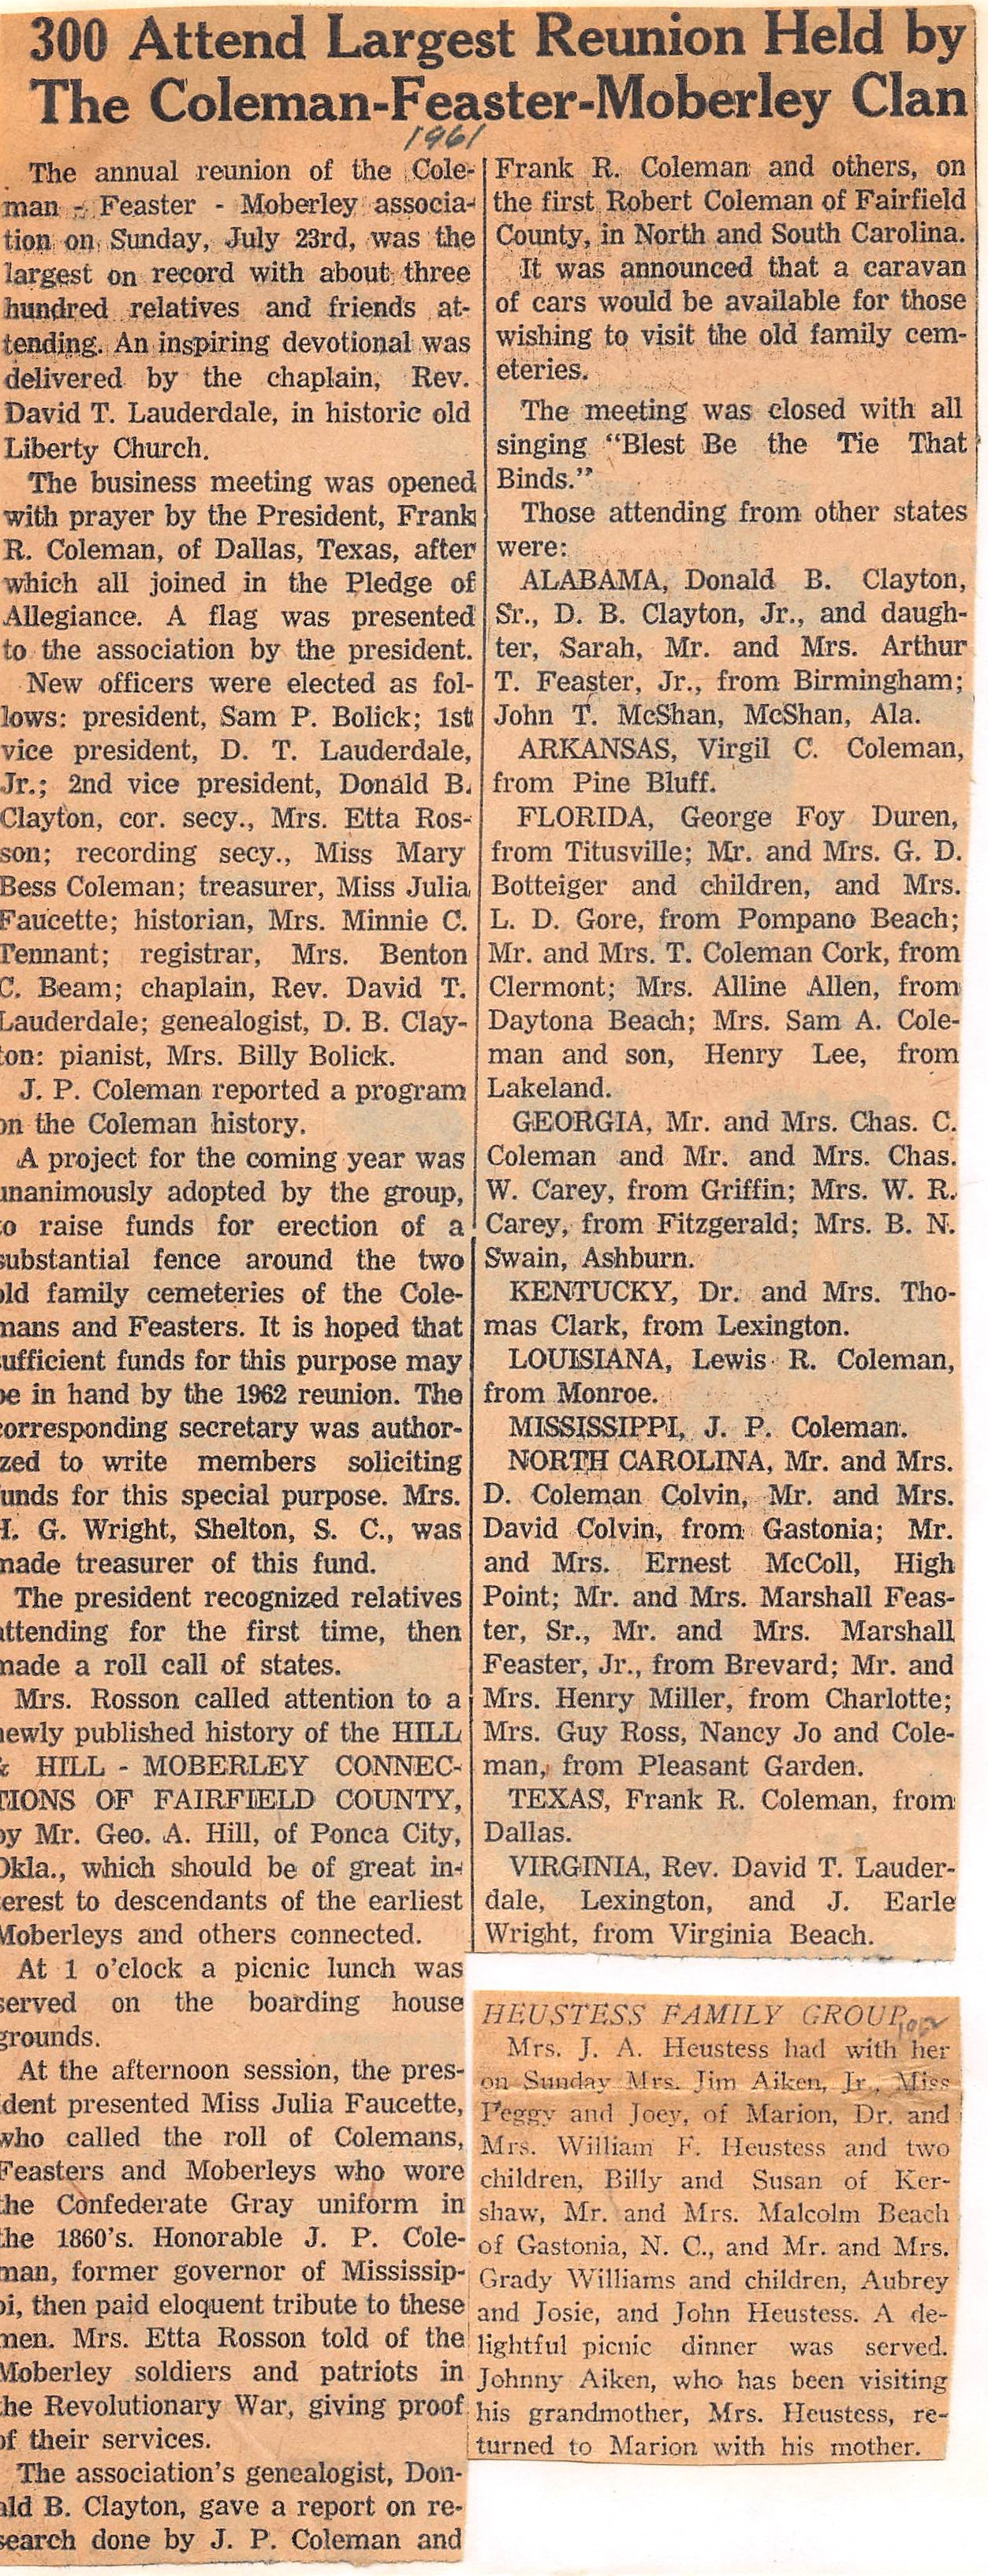 300 Attend Largest Reunion Held by
The Coleman-Feaster-Moberley Clan
1961
The annual reunion of the Cole-
man - Feaster - Moberley associa-
tion on Sunday, July 23rd, was the
largest on record with about three
hundred relatives and friends at-
tending. An inspiring devotional was
delivered by the chaplain, Rev.
David T. Lauderdale, in historic old
Liberty Church.
The business meeting was opened
with prayer by the President, Frank
R. Coleman, of Dallas, Texas, after
which all joined in the Pledge of
Allegiance. A flag was presented
to the association by the president.
New officers were elected as fol-
lows: president, Sam P. Bolick; 1st
vice president, D. T. Lauderdale,
Jr.; 2nd vice president, Donald B.
Clayton, cor. secy., Mrs. Etta Ros-
son; recording secy., Miss Mary
Bess Coleman; treasurer, Miss Julia
Faucette; historian, Mrs. Minnie C.
Tennant; registrar, Mrs. Benton
C. Beam; chaplain, Rev. David T.
Lauderdale; genealogist, D. B. Clay-
ton: pianist, Mrs. Billy Bolick.
J. P. Coleman reported a program
on the Coleman history.
A project for the coming year was
unanimously adopted by the group,
to raise funds for erection of a
substantial fence around the two
old family cemeteries of the Cole-
mans and Feasters. It is hoped that
sufficient funds for this purpose may
be in hand by the 1962 reunion. The
corresponding secretary was author-
ized to write members soliciting
funds for this special purpose. Mrs.
H. G. Wright, Shelton, S. C., was
made treasurer of this fund.
The president recognized relatives
attending for the first time, then
made a roll call of states.
Mrs. Rosson called attention to a
newly published history of the HILL
& HILL - MOBERLEY CONNEC-
TIONS OF FAIRFIELD COUNTY,
by Mr. Geo. A. Hill, of Ponca City,
Okla., which should be of great in-
terest to descendants of the earliest
Moberleys and others connected.
At 1 o'clock a picnic lunch was
served on the boarding house
grounds.
At the afternoon session, the pres-
ident presented Miss Julia Faucette,
who called the roll of Colemans,
Feasters and Moberleys who wore
the Confederate Gray uniform in
the 1860's. Honorable J. P. Cole-
man, former governor of Mississip-
pi, then paid eloquent tribute to these
men. Mrs. Etta Rosson told of the
Moberley soldiers and patriots in
the Revolutionary War, giving proof
of their services.
The association's genealogist, Don-
ald B. Clayton, gave a report on re-
search done by J. P. Coleman and
Frank R. Coleman and others, on
the first Robert Coleman of Fairfield
County, in North and South Carolina.
It was announced that a caravan
of cars would be available for those
wishing to visit the old family cem-
eteries.
The meeting was closed with all
singing "Blest Be the Tie That
Binds."
Those attending from other states
were:
ALABAMA, Donald B. Clayton,
Sr., D. B. Clayton, Jr., and daugh-
ter, Sarah, Mr. and Mrs. Arthur
T. Feaster, Jr., from Birmingham;
John T. McShan, McShan, Ala.
ARKANSAS, Virgil C. Coleman,
from Pine Bluff.
FLORIDA, George Foy Duren,
from Titusville; Mr. and Mrs. G. D.
Botteiger and children, and Mrs.
L. D. Gore, from Pompano Beach;
Mr. and Mrs. T. Coleman Cork, from
Clermont; Mrs. Alline Allen, from
Daytona Beach; Mrs. Sam A. Cole-
man and son, Henry Lee, from
Lakeland.
GEORGIA, Mr. and Mrs. Chas. C.
Coleman and Mr. and Mrs. Chas.
W. Carey, from Griffin; Mrs. W. R.
Carey, from Fitzgerald; Mrs. B. N.
Swain, Ashburn.
KENTUCKY, Dr. and Mrs. Tho-
mas Clark, from Lexington.
LOUISIANA, Lewis R. Coleman,
from Monroe.
MISSISSIPPI, J. P. Coleman.
NORTH CAROLINA, Mr. and Mrs.
D. Coleman Colvin, Mr. and Mrs.
David Colvin, from Gastonia; Mr.
and Mrs. Ernest McColl, High
Point; Mr. and Mrs. Marshall Feas-
ter, Sr., Mr. and Mrs. Marshall
Feaster, Jr., from Brevard; Mr. and
Mrs. Henry Miller, from Charlotte;
Mrs. Guy Ross, Nancy Jo and Cole-
man, from Pleasant Garden.
TEXAS, Frank R. Coleman, from
Dallas.
VIRGINIA, Rev. David T. Lauder-
dale, Lexington, and J. Earle
Wright, from Virginia Beach.
HEUSTESS FAMILY GROUP
Mrs. J. A. Heustess had with her
on Sunday Mrs. Jim Aiken, Jr., Miss
Peggy and Joey, of Marion, Dr. and
Mrs. William F. Heustess and two
children, Billy and Susan of Ker-
shaw, Mr. and Mrs. Malcolm Beach
of Gastonia, N. C., and Mr. and Mrs.
Grady Williams and children, Aubrey
and Josie, and John Heustess. A de-
lightful picnic dinner was served.
Johnny Aiken, who has been visiting
his grandmother, Mrs. Heustess, re-
turned to Marion with his mother.